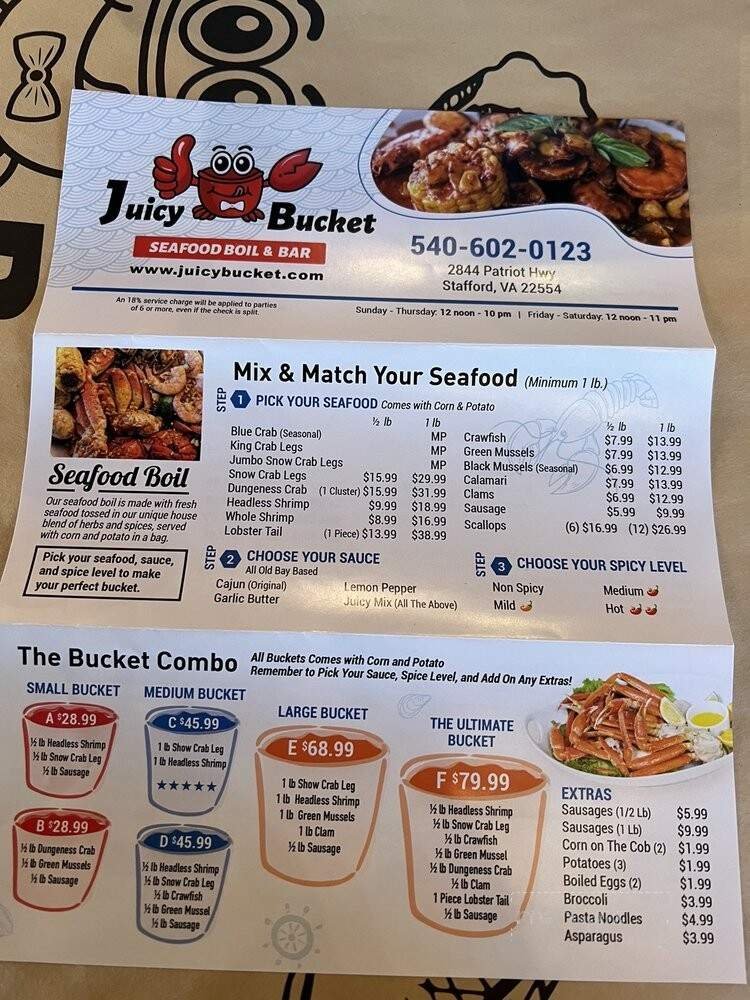 Juicy Bucket
SEAFOOD BOIL & BAR
www.juicybucket.com
540-602-0123
2844 Patriot Hwy
Stafford, VA 22554
An 18% service charge will be applied to parties
of 6 or more, even if the check is split.
Sunday - Thursday: 12 noon - 10 pm | Friday - Saturday: 12 noon - 11 pm
Mix & Match Your Seafood (Minimum 1 lb.)
STEP 1 PICK YOUR SEAFOOD Comes with Corn & Potato
½ lb 1 lb
Blue Crab (Seasonal) MP
King Crab Legs MP
Jumbo Snow Crab Legs MP
Snow Crab Legs $15.99 $29.99
Dungeness Crab (1 Cluster) $15.99 $31.99
Headless Shrimp $9.99 $18.99
Whole Shrimp $8.99 $16.99
Lobster Tail (1 Piece) $13.99 $38.99
½ lb 1 lb
Crawfish $7.99 $13.99
Green Mussels $7.99 $13.99
Black Mussels (Seasonal) $6.99 $12.99
Calamari $7.99 $13.99
Clams $6.99 $12.99
Sausage $5.99 $9.99
Scallops (6) $16.99 (12) $26.99
Seafood Boil
Our seafood boil is made with fresh
seafood tossed in our unique house
blend of herbs and spices, served
with corn and potato in a bag.
Pick your seafood, sauce,
and spice level to make
your perfect bucket.
STEP 2 CHOOSE YOUR SAUCE
All Old Bay Based
Cajun (Original) Lemon Pepper
Garlic Butter Juicy Mix (All The Above)
STEP 3 CHOOSE YOUR SPICY LEVEL
Non Spicy Medium
Mild Hot
The Bucket Combo
All Buckets Comes with Corn and Potato
Remember to Pick Your Sauce, Spice Level, and Add On Any Extras!
SMALL BUCKET
A $28.99
½ lb Headless Shrimp
½ lb Snow Crab Leg
½ lb Sausage
B $28.99
½ lb Dungeness Crab
½ lb Green Mussels
½ lb Sausage
MEDIUM BUCKET
C $45.99
1 lb Show Crab Leg
1 lb Headless Shrimp
★★★★★
D $45.99
½ lb Headless Shrimp
½ lb Snow Crab Leg
½ lb Crawfish
½ lb Green Mussel
½ lb Sausage
LARGE BUCKET
E $68.99
1 lb Show Crab Leg
1 lb Headless Shrimp
1 lb Green Mussels
1 lb Clam
½ lb Sausage
THE ULTIMATE
BUCKET
F $79.99
½ lb Headless Shrimp
½ lb Snow Crab Leg
½ lb Crawfish
½ lb Green Mussel
½ lb Dungeness Crab
½ lb Clam
1 Piece Lobster Tail
½ lb Sausage
EXTRAS
Sausages (1/2 Lb) $5.99
Sausages (1 Lb) $9.99
Corn on The Cob (2) $1.99
Potatoes (3) $1.99
Boiled Eggs (2) $1.99
Broccoli $3.99
Pasta Noodles $4.99
Asparagus $3.99